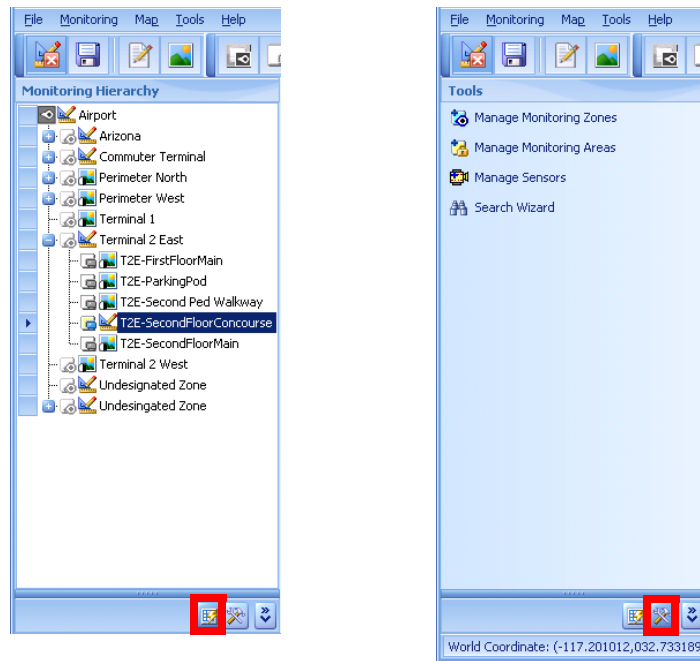 File Monitoring Map Tools Help
Monitoring Hierarchy
Airport
Arizona
Commuter Terminal
Perimeter North
Perimeter West
Terminal 1
Terminal 2 East
T2E-FirstFloorMain
T2E-ParkingPod
T2E-Second Ped Walkway
T2E-SecondFloorConcourse
T2E-SecondFloorMain
Terminal 2 West
Undesignated Zone
Undesingated Zone
File Monitoring Map Tools Help
Tools
Manage Monitoring Zones
Manage Monitoring Areas
Manage Sensors
Search Wizard
World Coordinate: (-117.201012,032.733189